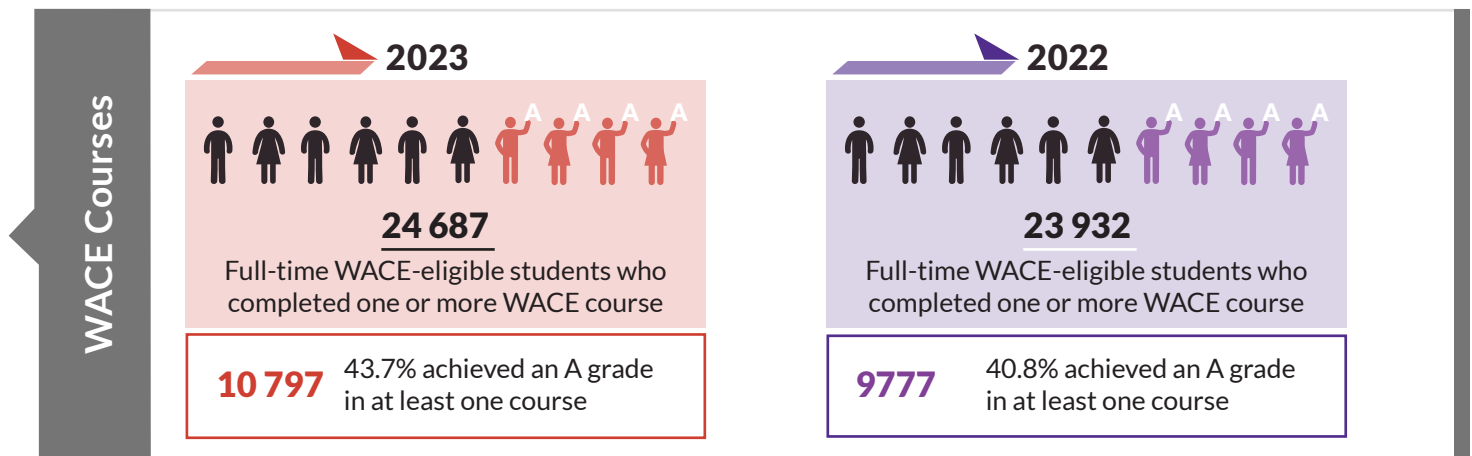 WACE Courses
2023
A A A A
24 687
Full-time WACE-eligible students who
completed one or more WACE course
10 797
43.7% achieved an A grade
in at least one course
2022
A A A A
23 932
Full-time WACE-eligible students who
completed one or more WACE course
9777
40.8% achieved an A grade
in at least one course